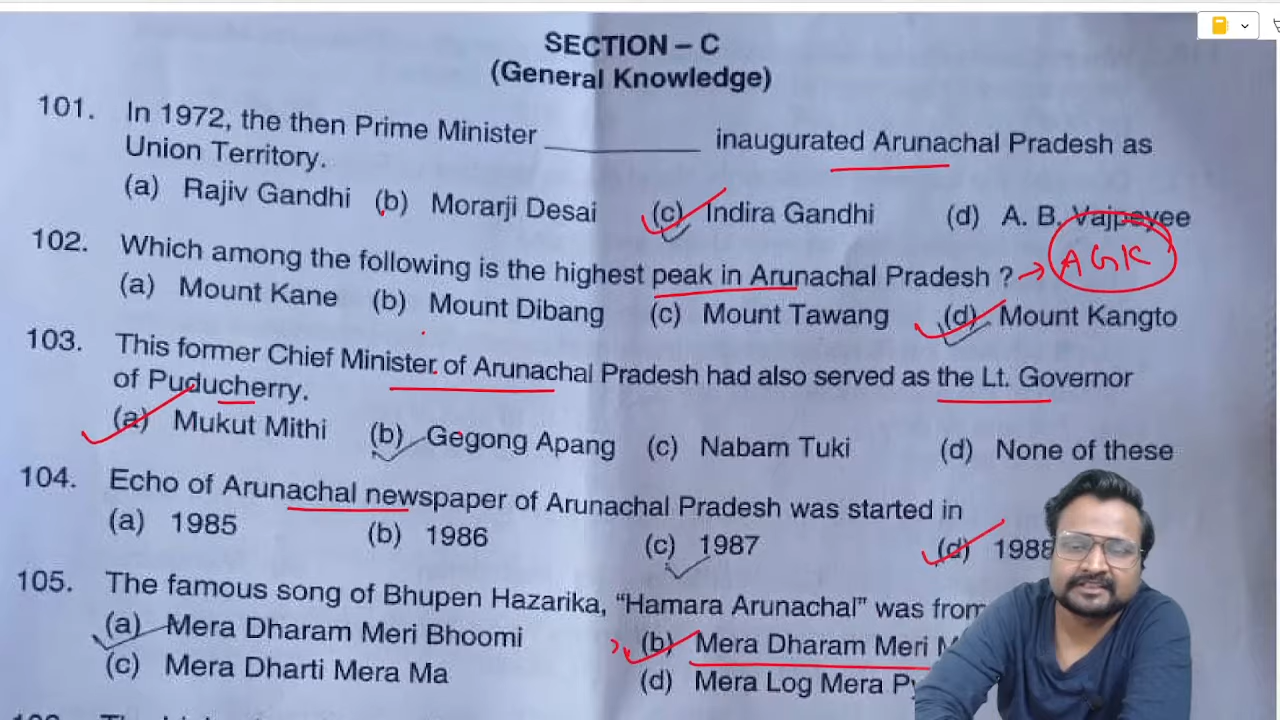 SECTION – C
(General Knowledge)
101. In 1972, the then Prime Minister __________ inaugurated Arunachal Pradesh as
Union Territory.
(a) Rajiv Gandhi (b) Morarji Desai (c) Indira Gandhi (d) A. B. Vajpeyee
102. Which among the following is the highest peak in Arunachal Pradesh ? → AGK
(a) Mount Kane (b) Mount Dibang (c) Mount Tawang (d) Mount Kangto
103. This former Chief Minister of Arunachal Pradesh had also served as the Lt. Governor
of Puducherry.
(a) Mukut Mithi (b) Gegong Apang (c) Nabam Tuki (d) None of these
104. Echo of Arunachal newspaper of Arunachal Pradesh was started in
(a) 1985 (b) 1986 (c) 1987 (d) 1988
105. The famous song of Bhupen Hazarika, “Hamara Arunachal” was from
(a) Mera Dharam Meri Bhoomi (b) Mera Dharam Meri
(c) Mera Dharti Mera Ma (d) Mera Log Mera